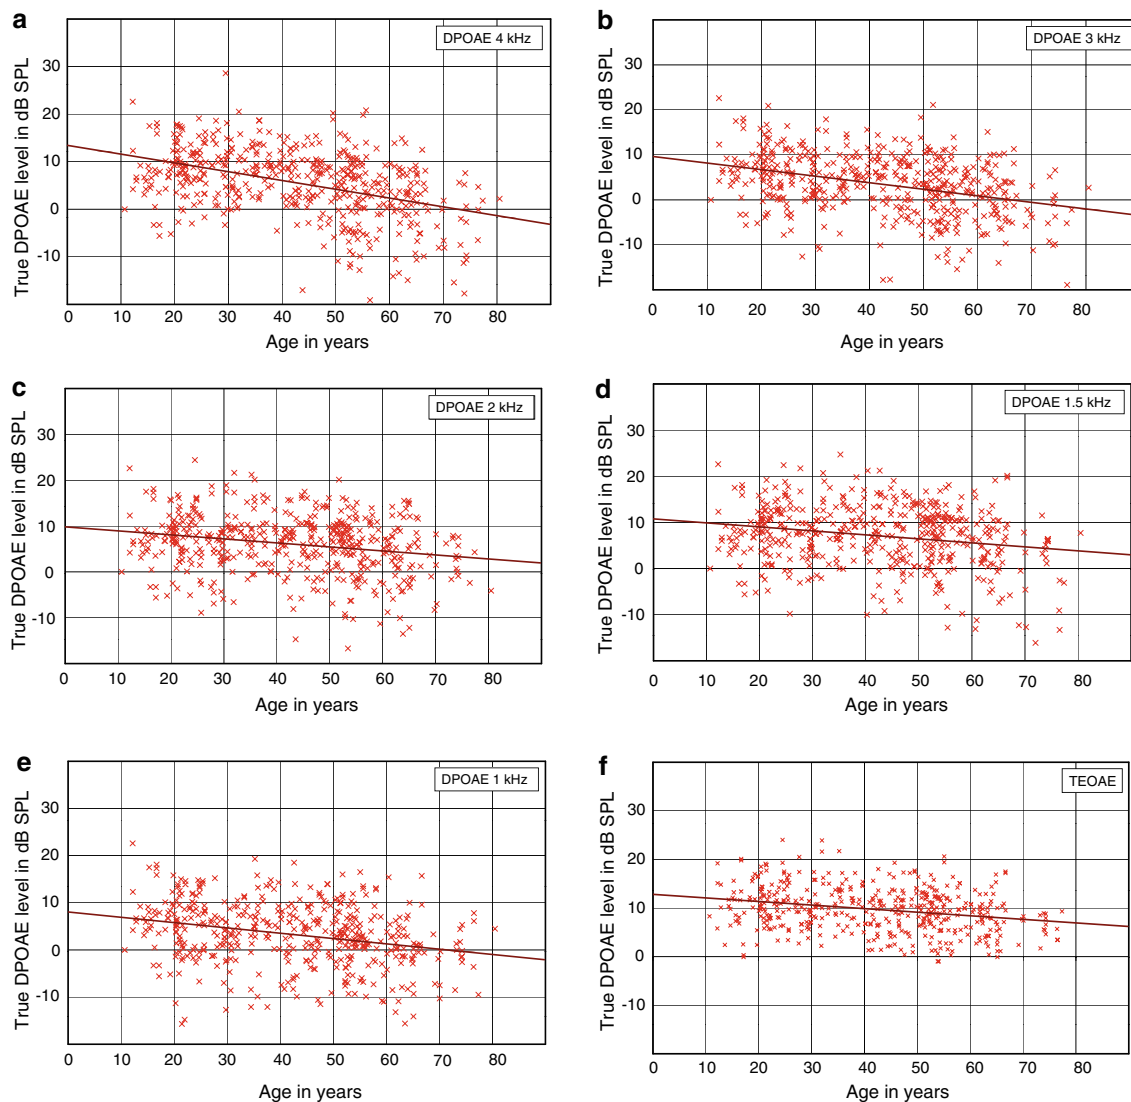 a
DPOAE 4 kHz
True DPOAE level in dB SPL
30
20
10
0
-10
0 10 20 30 40 50 60 70 80
Age in years
b
DPOAE 3 kHz
True DPOAE level in dB SPL
30
20
10
0
-10
0 10 20 30 40 50 60 70 80
Age in years
c
DPOAE 2 kHz
True DPOAE level in dB SPL
30
20
10
0
-10
0 10 20 30 40 50 60 70 80
Age in years
d
DPOAE 1.5 kHz
True DPOAE level in dB SPL
30
20
10
0
-10
0 10 20 30 40 50 60 70 80
Age in years
e
DPOAE 1 kHz
True DPOAE level in dB SPL
30
20
10
0
-10
0 10 20 30 40 50 60 70 80
Age in years
f
TEOAE
True DPOAE level in dB SPL
30
20
10
0
-10
0 10 20 30 40 50 60 70 80
Age in years